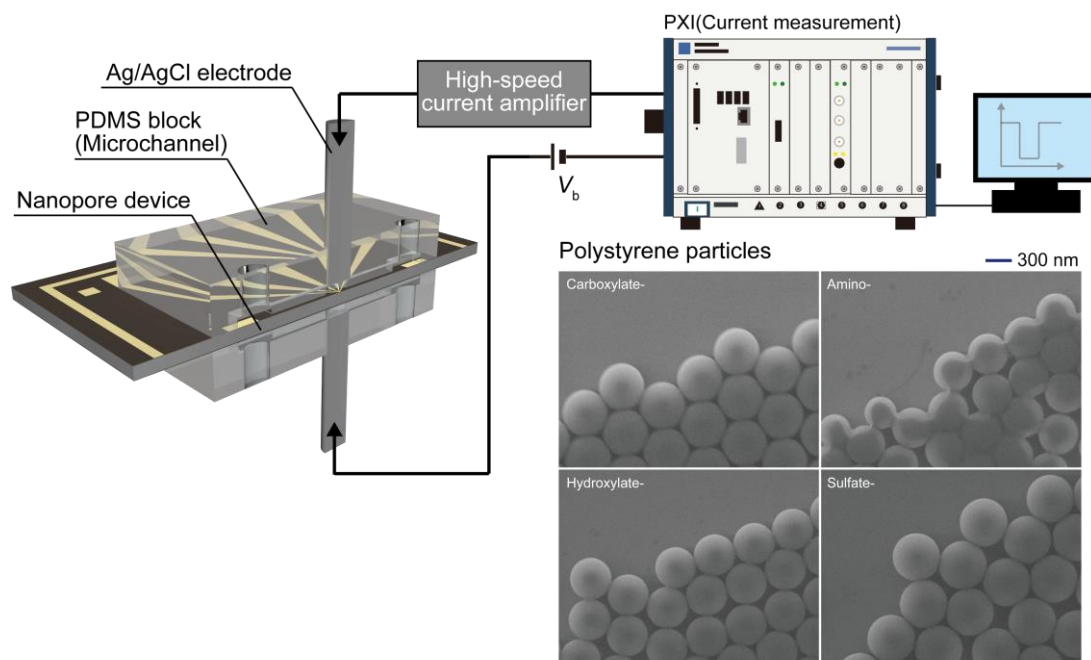 PXI(Current measurement)
Ag/AgCl electrode
High-speed
current amplifier
PDMS block
(Microchannel)
Nanopore device
Vb
Polystyrene particles
300 nm
Carboxylate-
Amino-
Hydroxylate-
Sulfate-